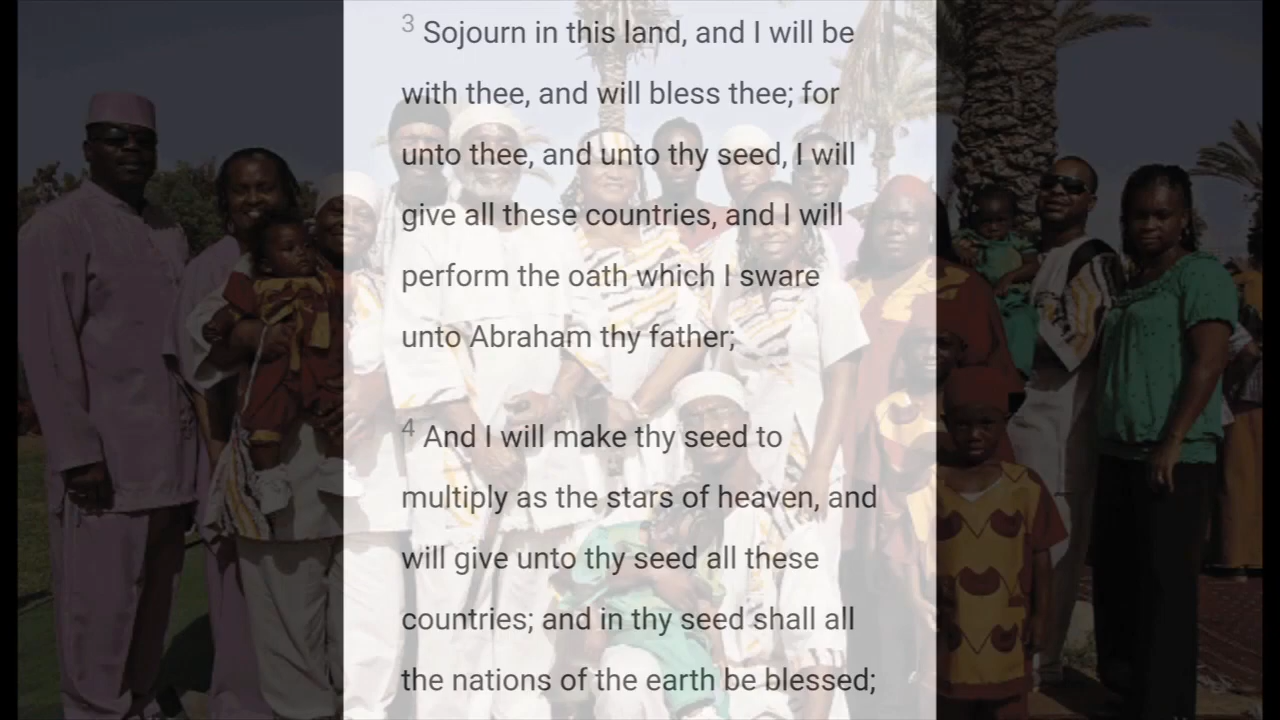 3 Sojourn in this land, and I will be
with thee, and will bless thee; for
unto thee, and unto thy seed, I will
give all these countries, and I will
perform the oath which I sware
unto Abraham thy father;
4 And I will make thy seed to
multiply as the stars of heaven, and
will give unto thy seed all these
countries; and in thy seed shall all
the nations of the earth be blessed;